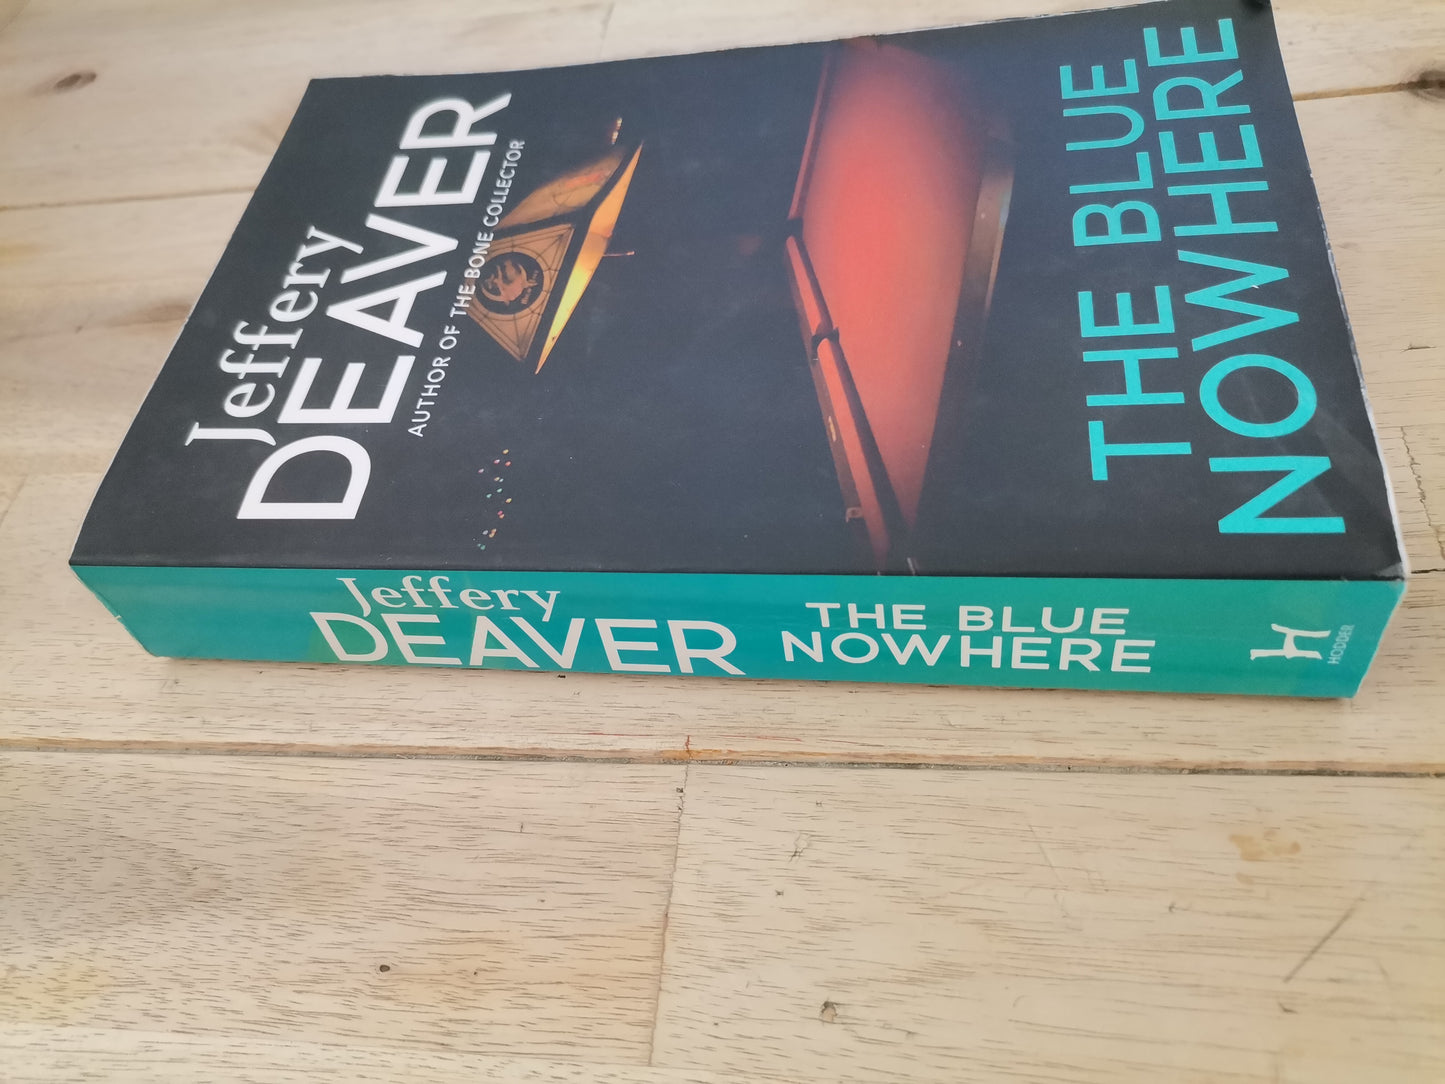 Jeffery
DEAVER
AUTHOR OF THE BONE COLLECTOR
THE BLUE
NOWHERE
Jeffery
DEAVER
THE BLUE
NOWHERE
H
HODDER